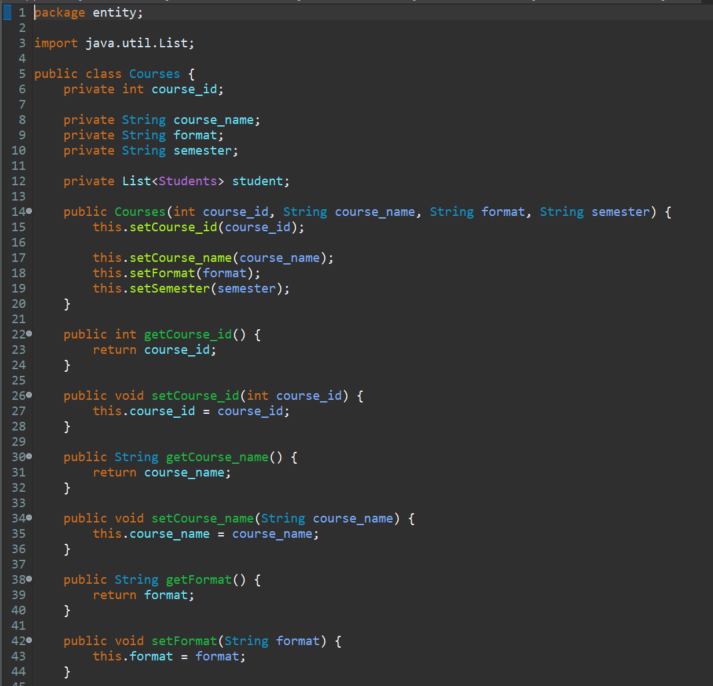 1 package entity;
2
3 import java.util.List;
4
5 public class Courses {
6     private int course_id;
7
8     private String course_name;
9     private String format;
10     private String semester;
11
12     private List<Students> student;
13
14     public Courses(int course_id, String course_name, String format, String semester) {
15         this.setCourse_id(course_id);
16
17         this.setCourse_name(course_name);
18         this.setFormat(format);
19         this.setSemester(semester);
20     }
21
22     public int getCourse_id() {
23         return course_id;
24     }
25
26     public void setCourse_id(int course_id) {
27         this.course_id = course_id;
28     }
29
30     public String getCourse_name() {
31         return course_name;
32     }
33
34     public void setCourse_name(String course_name) {
35         this.course_name = course_name;
36     }
37
38     public String getFormat() {
39         return format;
40     }
41
42     public void setFormat(String format) {
43         this.format = format;
44     }